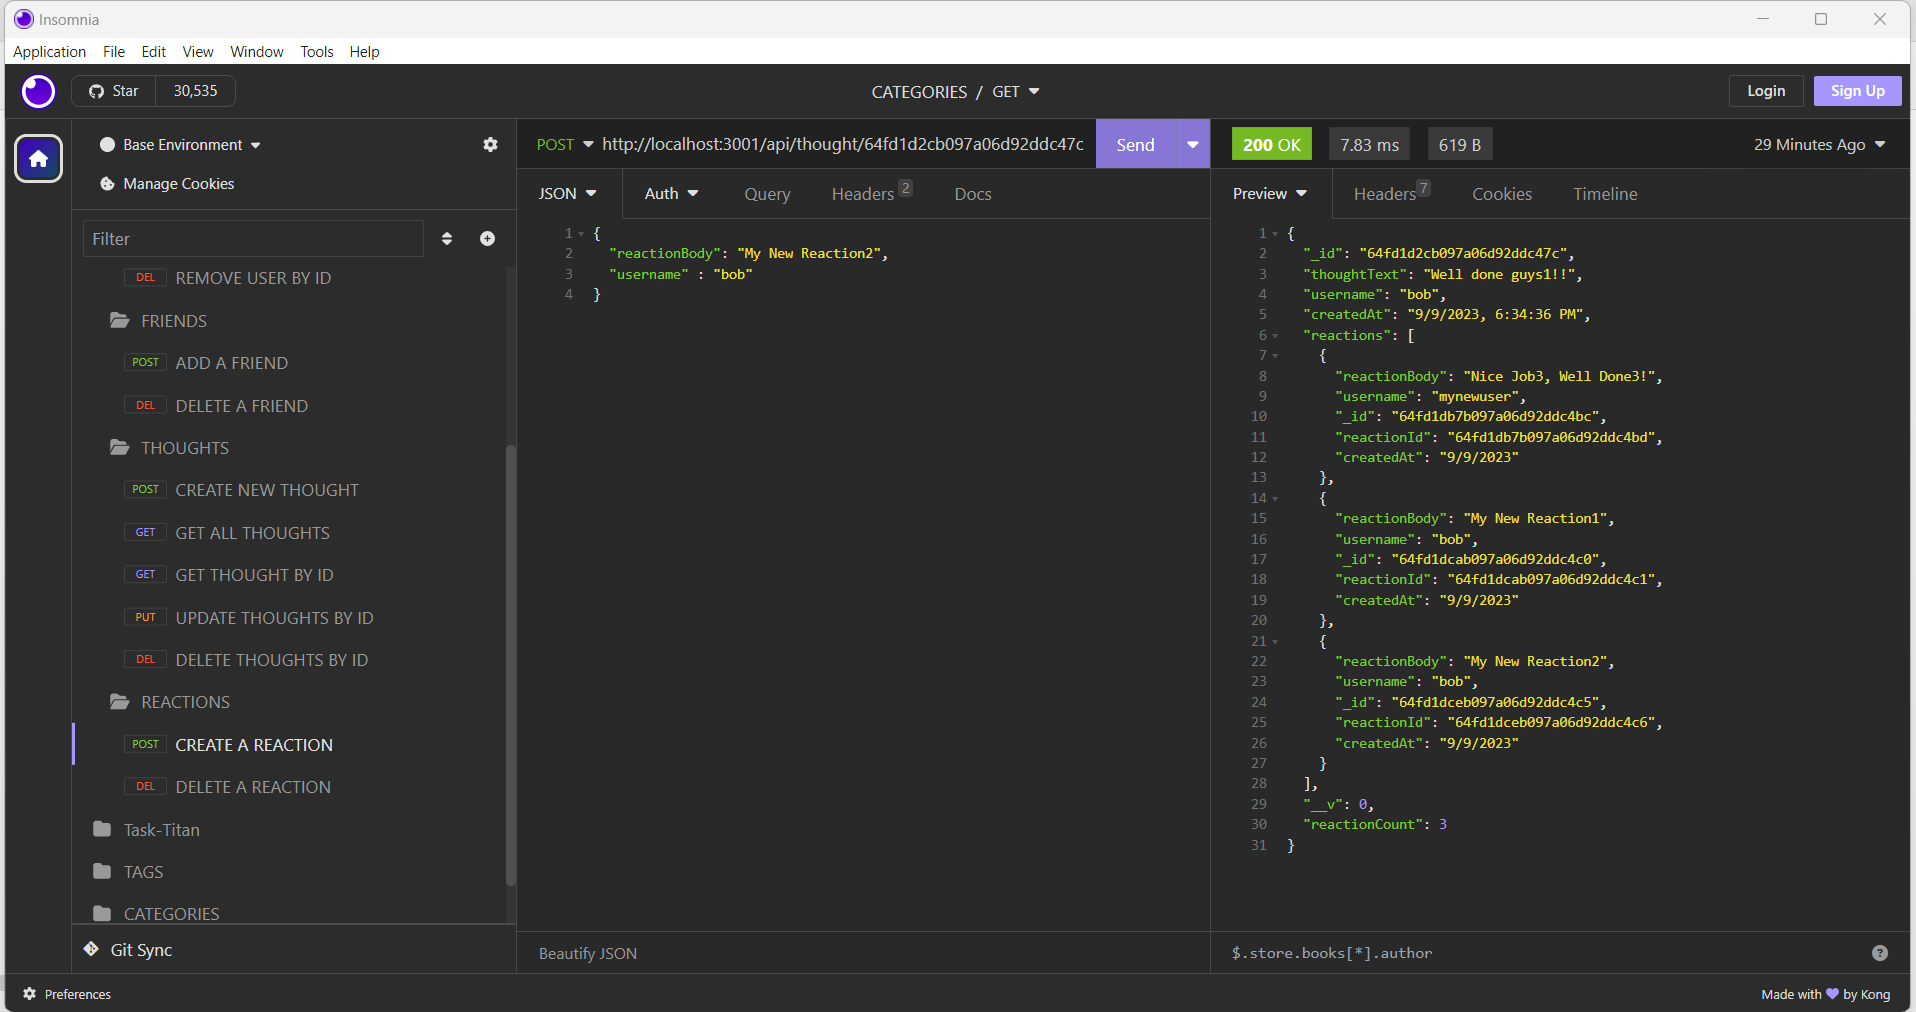 Insomnia
Application File Edit View Window Tools Help
Star 30,535
CATEGORIES / GET
Login Sign Up
Base Environment
Manage Cookies
Filter
DEL REMOVE USER BY ID
FRIENDS
POST ADD A FRIEND
DEL DELETE A FRIEND
THOUGHTS
POST CREATE NEW THOUGHT
GET GET ALL THOUGHTS
GET GET THOUGHT BY ID
PUT UPDATE THOUGHTS BY ID
DEL DELETE THOUGHTS BY ID
REACTIONS
POST CREATE A REACTION
DEL DELETE A REACTION
Task-Titan
TAGS
CATEGORIES
Git Sync
POST http://localhost:3001/api/thought/64fd1d2cb097a06d92ddc47c Send
JSON Auth Query Headers 2 Docs
1 {
2 "reactionBody": "My New Reaction2",
3 "username" : "bob"
4 }
Beautify JSON
200 OK 7.83 ms 619 B 29 Minutes Ago
Preview Headers 7 Cookies Timeline
1 {
2 "_id": "64fd1d2cb097a06d92ddc47c",
3 "thoughtText": "Well done guys1!!",
4 "username": "bob",
5 "createdAt": "9/9/2023, 6:34:36 PM",
6 "reactions": [
7 {
8 "reactionBody": "Nice Job3, Well Done3!",
9 "username": "mynewuser",
10 "_id": "64fd1db7b097a06d92ddc4bc",
11 "reactionId": "64fd1db7b097a06d92ddc4bd",
12 "createdAt": "9/9/2023"
13 },
14 {
15 "reactionBody": "My New Reaction1",
16 "username": "bob",
17 "_id": "64fd1dcab097a06d92ddc4c0",
18 "reactionId": "64fd1dcab097a06d92ddc4c1",
19 "createdAt": "9/9/2023"
20 },
21 {
22 "reactionBody": "My New Reaction2",
23 "username": "bob",
24 "_id": "64fd1dceb097a06d92ddc4c5",
25 "reactionId": "64fd1dceb097a06d92ddc4c6",
26 "createdAt": "9/9/2023"
27 }
28 ],
29 "__v": 0,
30 "reactionCount": 3
31 }
$.store.books[*].author
Preferences
Made with by Kong